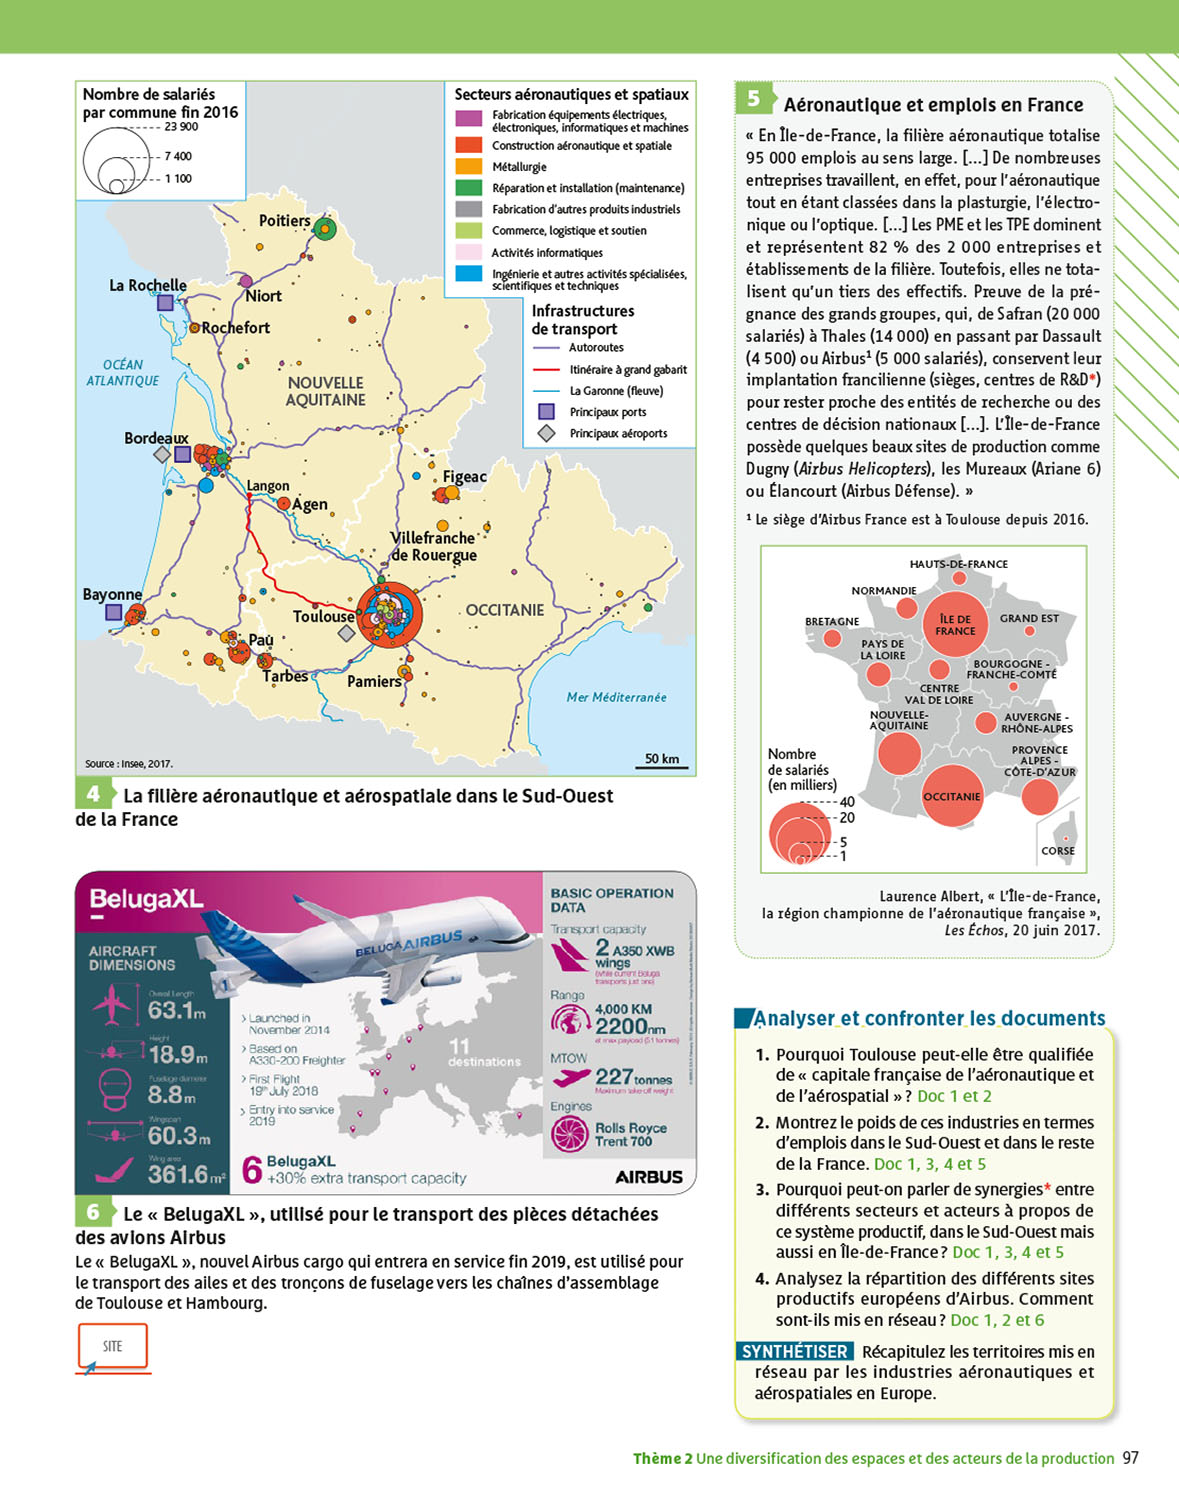 Nombre de salariés
par commune fin 2016
23 900
7 400
1 100
Secteurs aéronautiques et spatiaux
Fabrication équipements électriques,
électroniques, informatiques et machines
Construction aéronautique et spatiale
Métallurgie
Réparation et installation (maintenance)
Fabrication d'autres produits industriels
Commerce, logistique et soutien
Activités informatiques
Ingénierie et autres activités spécialisées,
scientifiques et techniques
Infrastructures
de transport
Autoroutes
Itinéraire à grand gabarit
La Garonne (fleuve)
Principaux ports
Principaux aéroports
Poitiers
La Rochelle
Niort
Rochefort
OCÉAN
ATLANTIQUE
NOUVELLE
AQUITAINE
Bordeaux
Langon
Agen
Figeac
Villefranche
de Rouergue
Bayonne
Toulouse
OCCITANIE
Pau
Tarbes
Pamiers
Mer Méditerranée
Source : Insee, 2017.
50 km
4 La filière aéronautique et aérospatiale dans le Sud-Ouest
de la France
BelugaXL
AIRCRAFT
DIMENSIONS
Overall Length
63.1m
Height
18.9m
Fuselage diameter
8.8m
Wingspan
60.3m
Wing area
361.6m²
BELUGA AIRBUS
XL
1
> Launched in
November 2014
> Based on
A330-200 Freighter
> First Flight
19th July 2018
> Entry into service
2019
11
destinations
6 BelugaXL
+30% extra transport capacity
BASIC OPERATION
DATA
Transport capacity
2 A350 XWB
wings
(while current Beluga
transports just one)
Range
4,000 KM
2200nm
at max payload (51 tonnes)
MTOW
227 tonnes
Maximum take off weight
Engines
Rolls Royce
Trent 700
AIRBUS
6 Le « BelugaXL », utilisé pour le transport des pièces détachées
des avions Airbus
Le « BelugaXL », nouvel Airbus cargo qui entrera en service fin 2019, est utilisé pour
le transport des ailes et des tronçons de fuselage vers les chaînes d'assemblage
de Toulouse et Hambourg.
SITE
5 Aéronautique et emplois en France
« En Île-de-France, la filière aéronautique totalise
95 000 emplois au sens large. [...] De nombreuses
entreprises travaillent, en effet, pour l'aéronautique
tout en étant classées dans la plasturgie, l'électro-
nique ou l'optique. [...] Les PME et les TPE dominent
et représentent 82 % des 2 000 entreprises et
établissements de la filière. Toutefois, elles ne tota-
lisent qu'un tiers des effectifs. Preuve de la pré-
gnance des grands groupes, qui, de Safran (20 000
salariés) à Thales (14 000) en passant par Dassault
(4 500) ou Airbus¹ (5 000 salariés), conservent leur
implantation francilienne (sièges, centres de R&D*)
pour rester proche des entités de recherche ou des
centres de décision nationaux [...]. L'Île-de-France
possède quelques beaux sites de production comme
Dugny (Airbus Helicopters), les Mureaux (Ariane 6)
ou Élancourt (Airbus Défense). »
¹ Le siège d'Airbus France est à Toulouse depuis 2016.
HAUTS-DE-FRANCE
NORMANDIE
BRETAGNE
ÎLE DE
FRANCE
GRAND EST
PAYS DE
LA LOIRE
BOURGOGNE -
FRANCHE-COMTÉ
CENTRE
VAL DE LOIRE
NOUVELLE-
AQUITAINE
AUVERGNE -
RHÔNE-ALPES
PROVENCE
ALPES -
CÔTE-D'AZUR
OCCITANIE
CORSE
Nombre
de salariés
(en milliers)
40
20
5
1
Laurence Albert, « L'Île-de-France,
la région championne de l'aéronautique française »,
Les Échos, 20 juin 2017.
Analyser et confronter les documents
1. Pourquoi Toulouse peut-elle être qualifiée
de « capitale française de l'aéronautique et
de l'aérospatial » ? Doc 1 et 2
2. Montrez le poids de ces industries en termes
d'emplois dans le Sud-Ouest et dans le reste
de la France. Doc 1, 3, 4 et 5
3. Pourquoi peut-on parler de synergies* entre
différents secteurs et acteurs à propos de
ce système productif, dans le Sud-Ouest mais
aussi en Île-de-France ? Doc 1, 3, 4 et 5
4. Analysez la répartition des différents sites
productifs européens d'Airbus. Comment
sont-ils mis en réseau ? Doc 1, 2 et 6
SYNTHÉTISER Récapitulez les territoires mis en
réseau par les industries aéronautiques et
aérospatiales en Europe.
Thème 2 Une diversification des espaces et des acteurs de la production 97